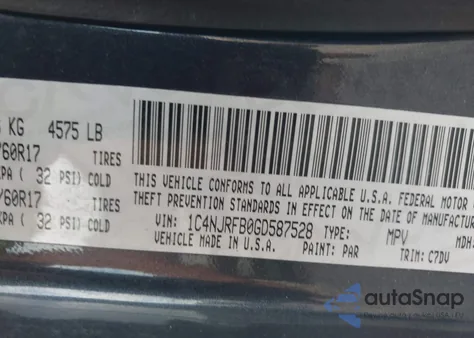 KG 4575 LB
/60R17 TIRES
KPA ( 32 PSI) COLD
/60R17 TIRES
KPA ( 32 PSI) COLD
THIS VEHICLE CONFORMS TO ALL APPLICABLE U.S.A. FEDERAL MOTOR
THEFT PREVENTION STANDARDS IN EFFECT ON THE DATE OF MANUFACTUR
VIN: 1C4NJRFB0GD587528 TYPE: MPV MDH:
VEHICLE MADE IN U.S.A. PAINT: PAR TRIM: C7DV
autoSnap